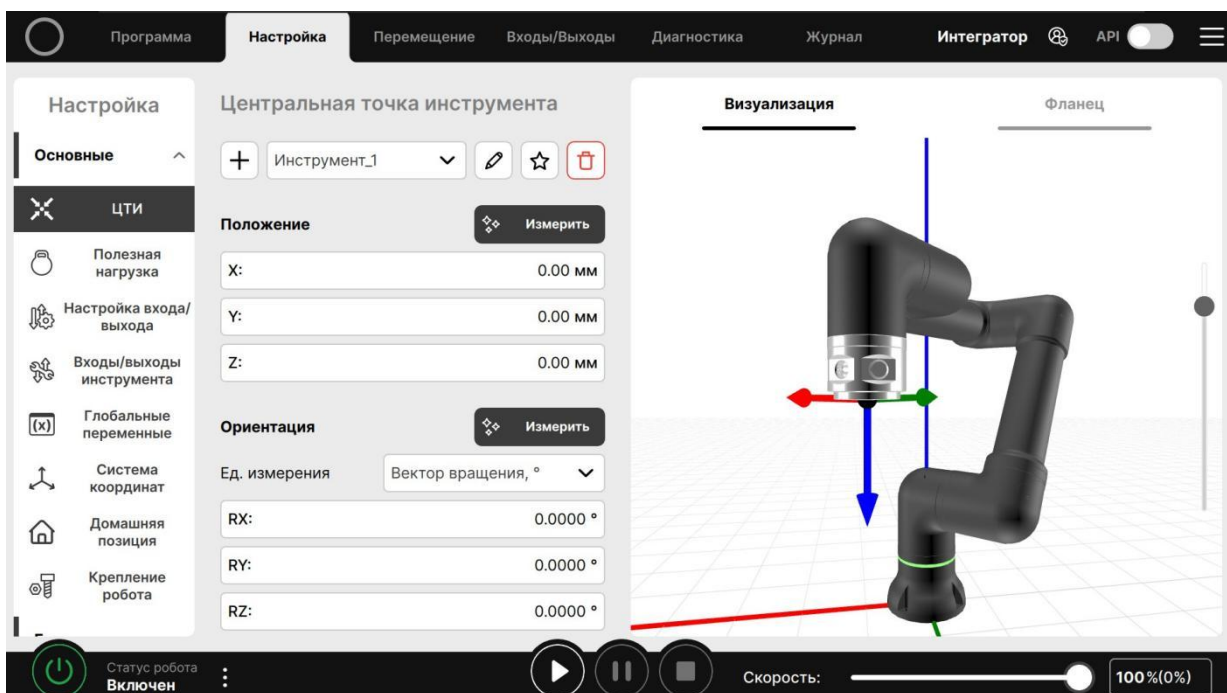 Программа
Настройка
Перемещение
Входы/Выходы
Диагностика
Журнал
Интегратор
API
Настройка
Основные
ЦТИ
Полезная
нагрузка
Настройка входа/
выхода
Входы/выходы
инструмента
(x)
Глобальные
переменные
Система
координат
Домашняя
позиция
Крепление
робота
Центральная точка инструмента
Инструмент_1
Положение
Измерить
X: 0.00 мм
Y: 0.00 мм
Z: 0.00 мм
Ориентация
Измерить
Ед. измерения
Вектор вращения, °
RX: 0.0000 °
RY: 0.0000 °
RZ: 0.0000 °
Визуализация
Фланец
Статус робота
Включен
Скорость:
100%(0%)